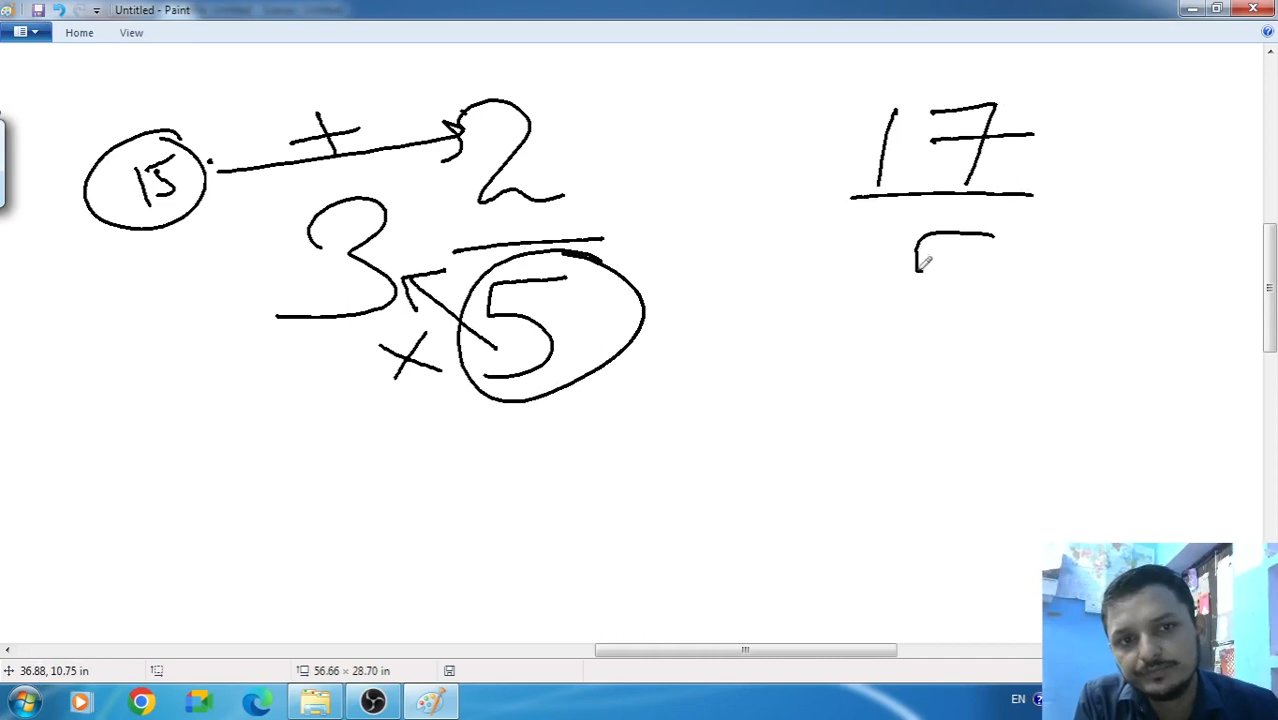 Untitled - Paint
Home View
15 + 2
3 × 5
17
36.88, 10.75 in
56.66 × 28.70 in
EN